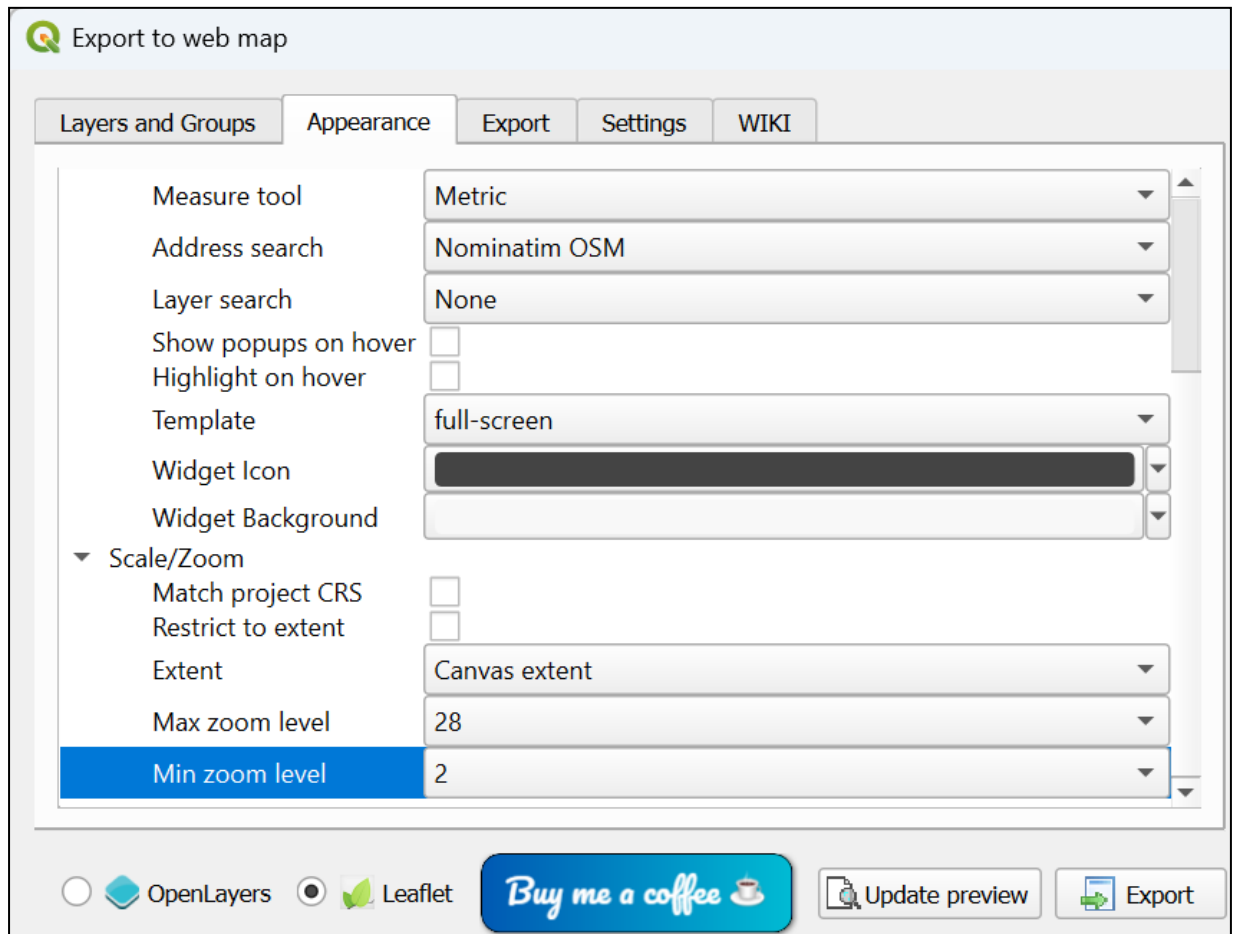 Export to web map
Layers and Groups Appearance Export Settings WIKI
Measure tool Metric
Address search Nominatim OSM
Layer search None
Show popups on hover
Highlight on hover
Template full-screen
Widget Icon
Widget Background
Scale/Zoom
Match project CRS
Restrict to extent
Extent Canvas extent
Max zoom level 28
Min zoom level 2
OpenLayers Leaflet Buy me a coffee Update preview Export